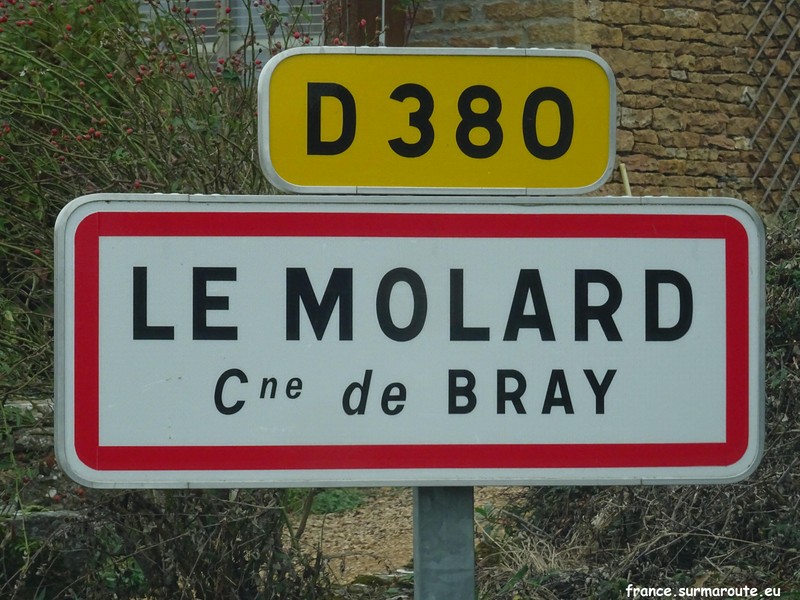 D 380
LE MOLARD
Cne de BRAY
france.surmaroute.eu